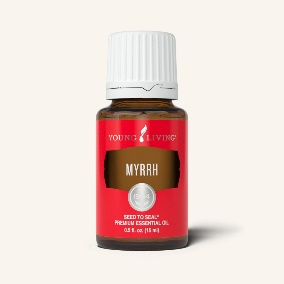 YOUNG LIVING®
MYRRH
SEED TO SEAL®
PREMIUM ESSENTIAL OIL
0.5 fl. oz. (15 ml)